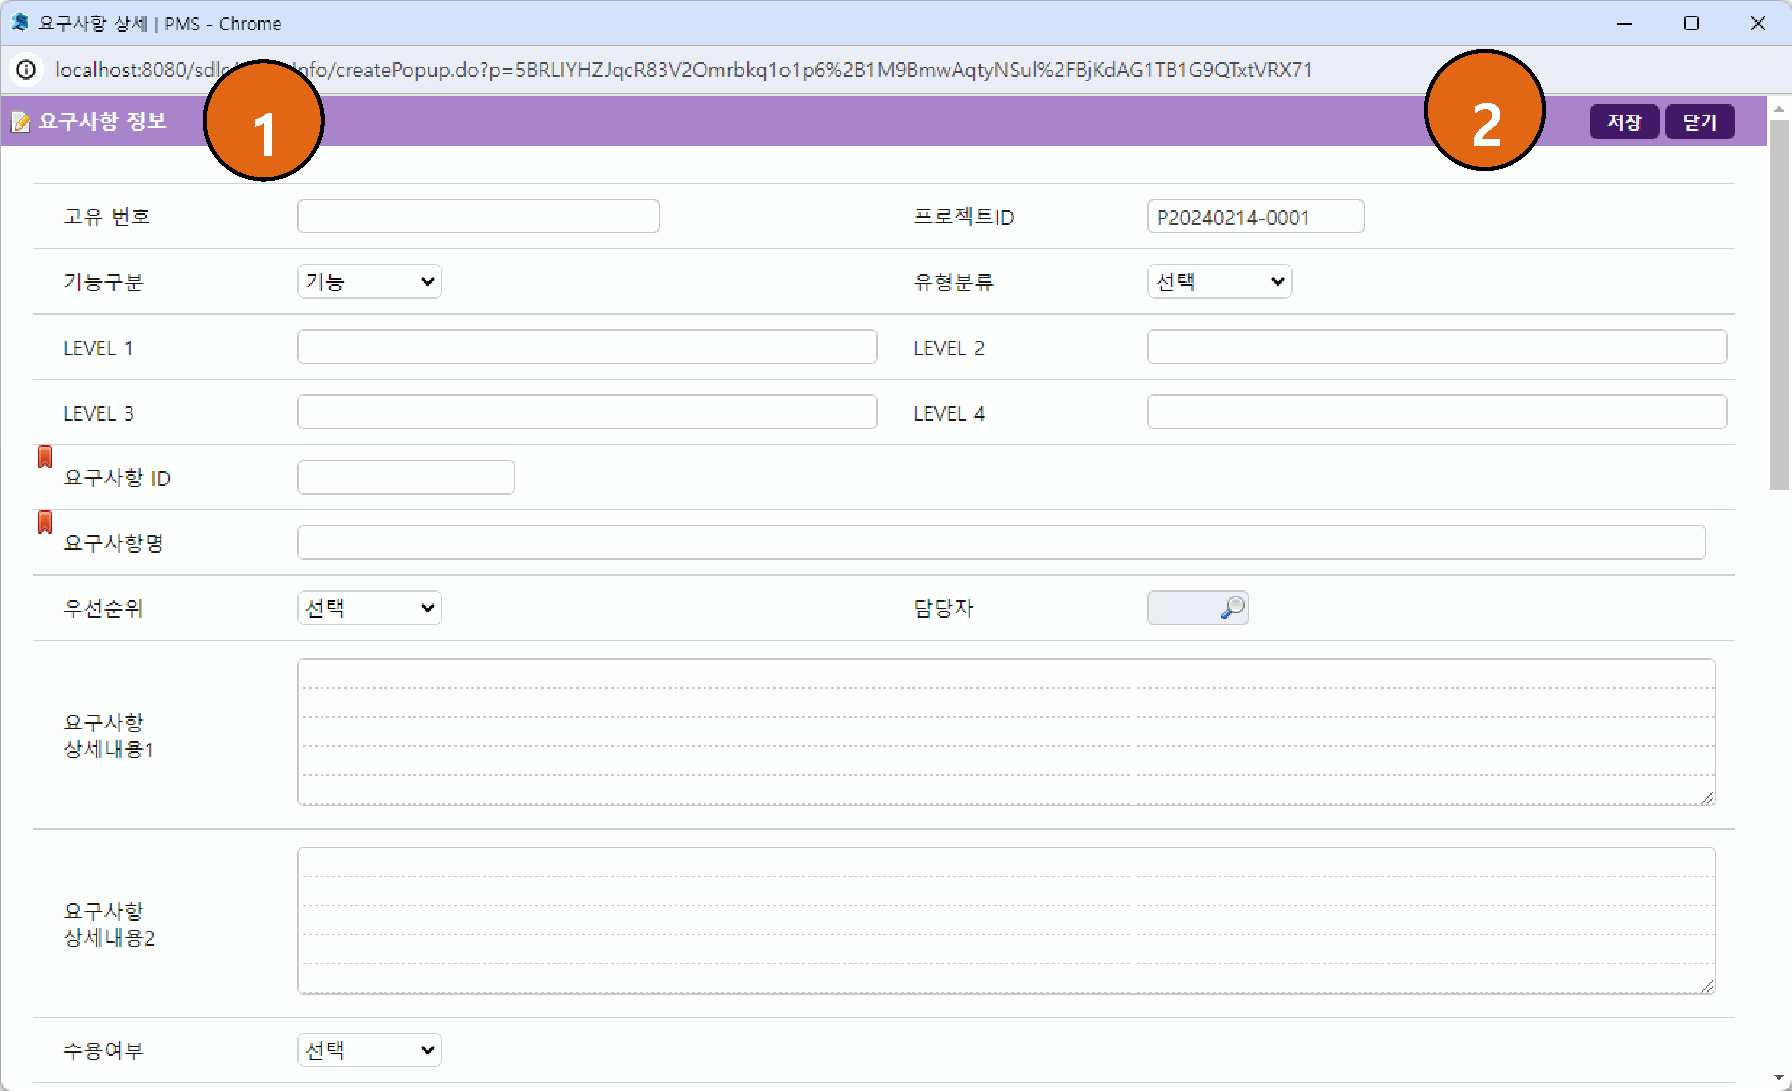 요구사항 상세 | PMS - Chrome
localhost:8080/sdlc nfo/createPopup.do?p=5BRLIYHZJqcR83V2Omrbkq1o1p6%2B1M9BmwAqtyNSul%2FBjKdAG1TB1G9QTxtVRX71
요구사항 정보 1 2 저장 닫기
고유 번호 프로젝트ID P20240214-0001
기능구분 기능 유형분류 선택
LEVEL 1 LEVEL 2
LEVEL 3 LEVEL 4
요구사항 ID
요구사항명
우선순위 선택 담당자
요구사항
상세내용1
요구사항
상세내용2
수용여부 선택